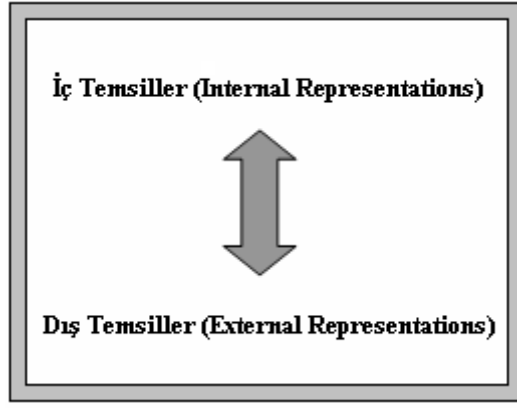 İç Temsiller (Internal Representations)
Dış Temsiller (External Representations)